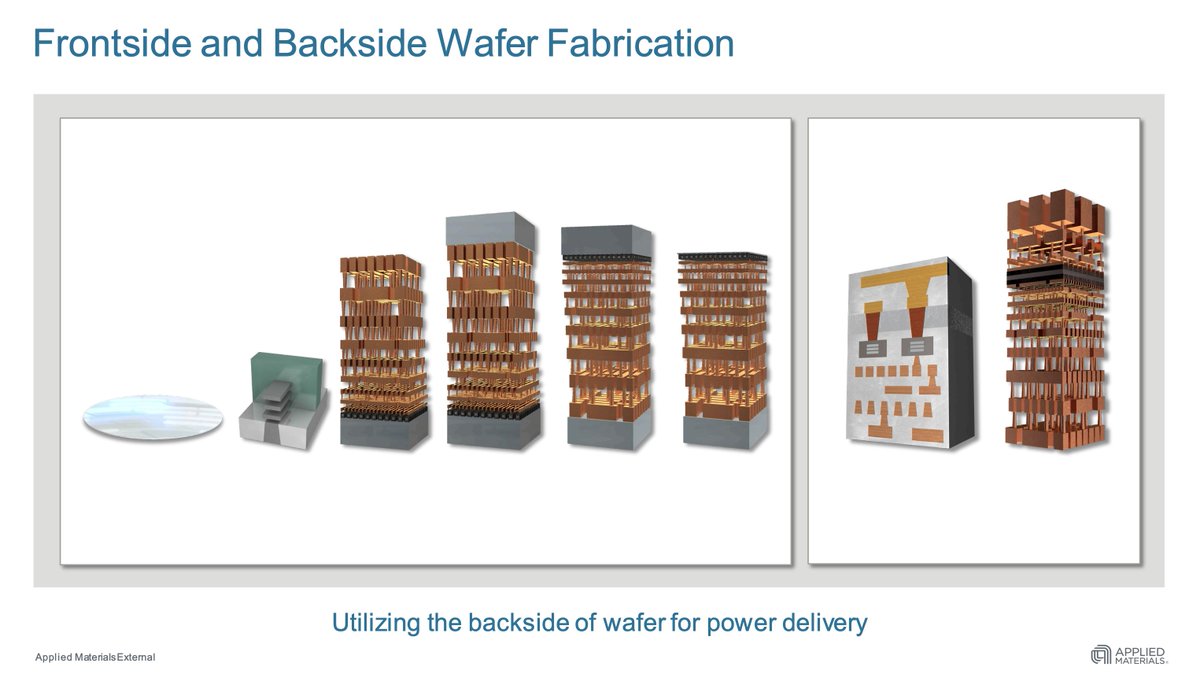 Frontside and Backside Wafer Fabrication
Utilizing the backside of wafer for power delivery
Applied Materials External
APPLIED
MATERIALS